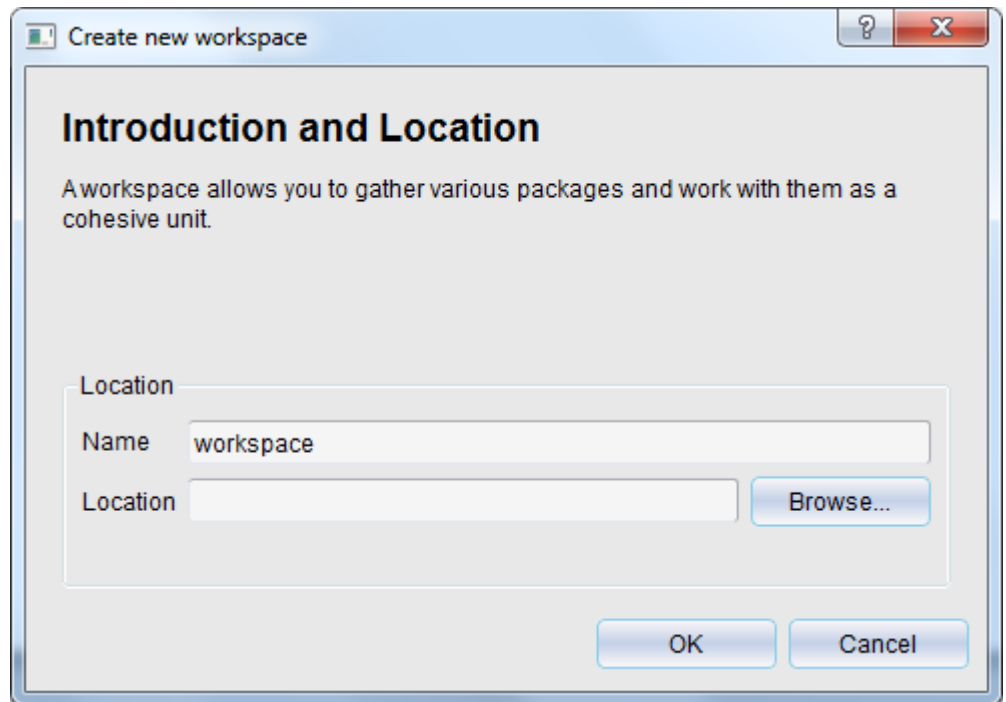 Create new workspace
Introduction and Location
A workspace allows you to gather various packages and work with them as a
cohesive unit.
Location
Name workspace
Location Browse...
OK Cancel